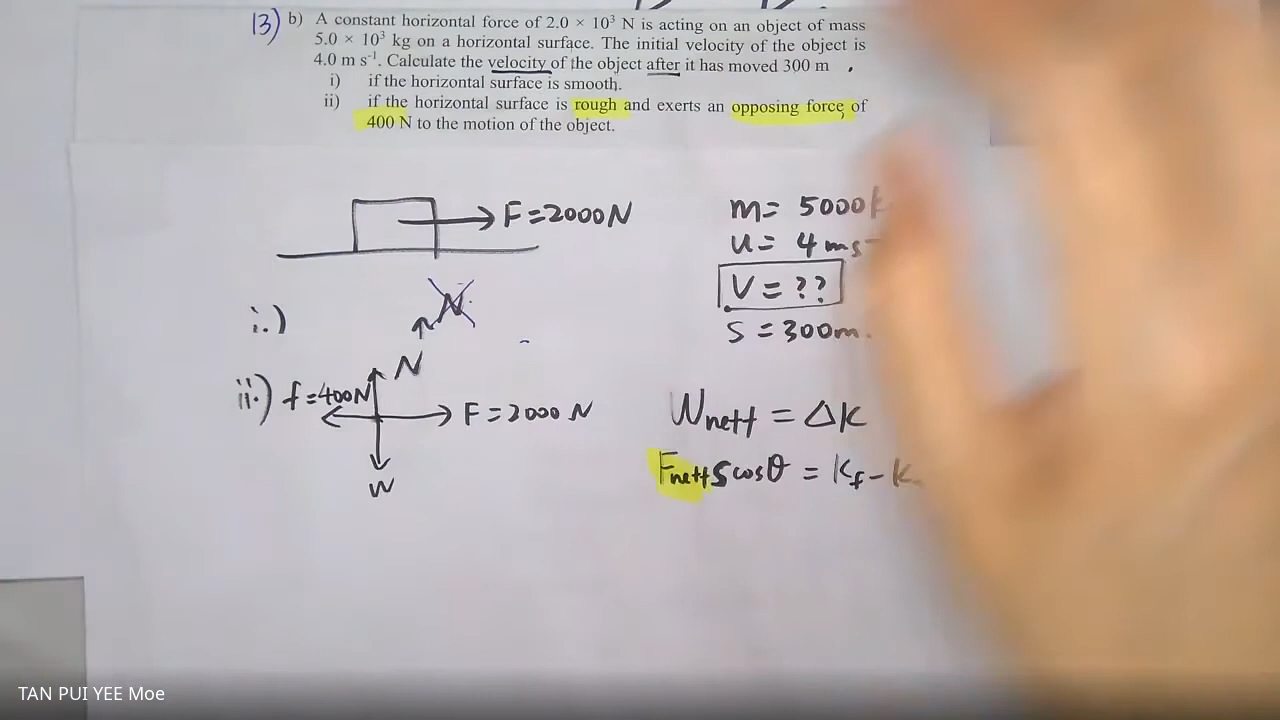 13) b) A constant horizontal force of 2.0 × 10³ N is acting on an object of mass
5.0 × 10³ kg on a horizontal surface. The initial velocity of the object is
4.0 m s⁻¹. Calculate the velocity of the object after it has moved 300 m .
i) if the horizontal surface is smooth.
ii) if the horizontal surface is rough and exerts an opposing force of
400 N to the motion of the object.
F=2000N
m= 5000k
u= 4ms⁻
V=??
s=300m.
i.)
N
ii.) f=400N
N
F=2000 N
W
Wnett = ΔK
Fnett s cosθ = Kf - K
TAN PUI YEE Moe